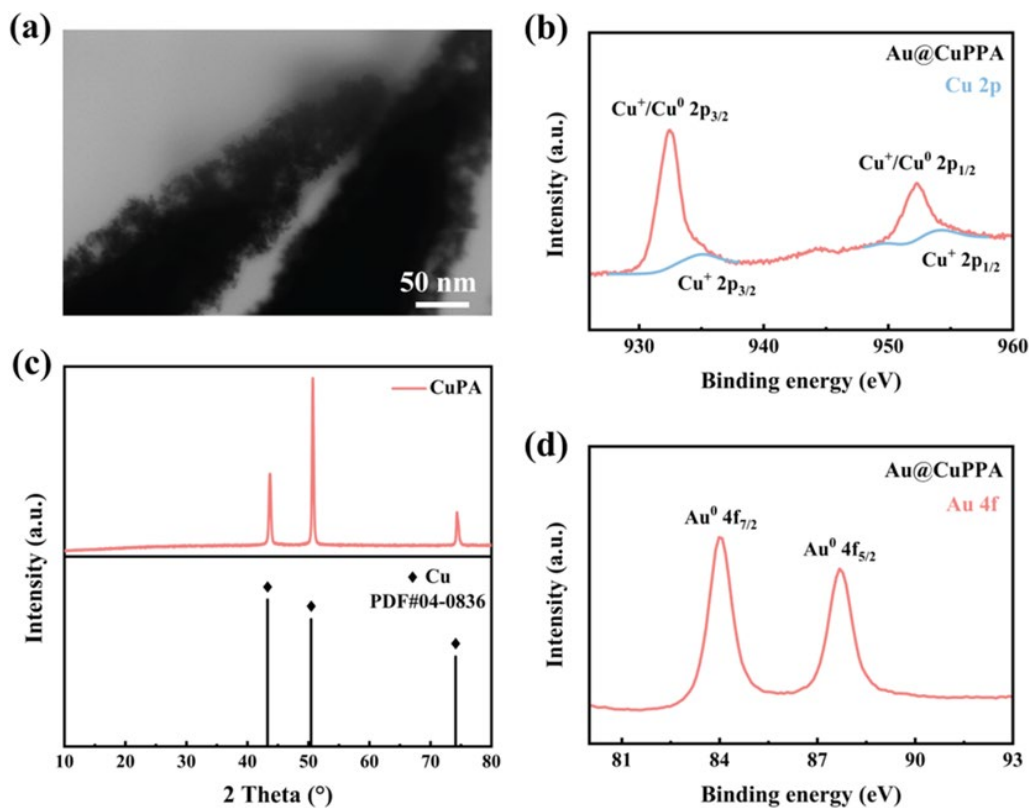 (a)
50 nm
(b)
Au@CuPPA
Cu 2p
Cu⁺/Cu⁰ 2p₃/₂
Cu⁺/Cu⁰ 2p₁/₂
Cu⁺ 2p₃/₂
Cu⁺ 2p₁/₂
Intensity (a.u.)
930 940 950 960
Binding energy (eV)
(c)
CuPA
Cu
PDF#04-0836
Intensity (a.u.)
10 20 30 40 50 60 70 80
2 Theta (°)
(d)
Au@CuPPA
Au 4f
Au⁰ 4f₇/₂
Au⁰ 4f₅/₂
Intensity (a.u.)
81 84 87 90 93
Binding energy (eV)